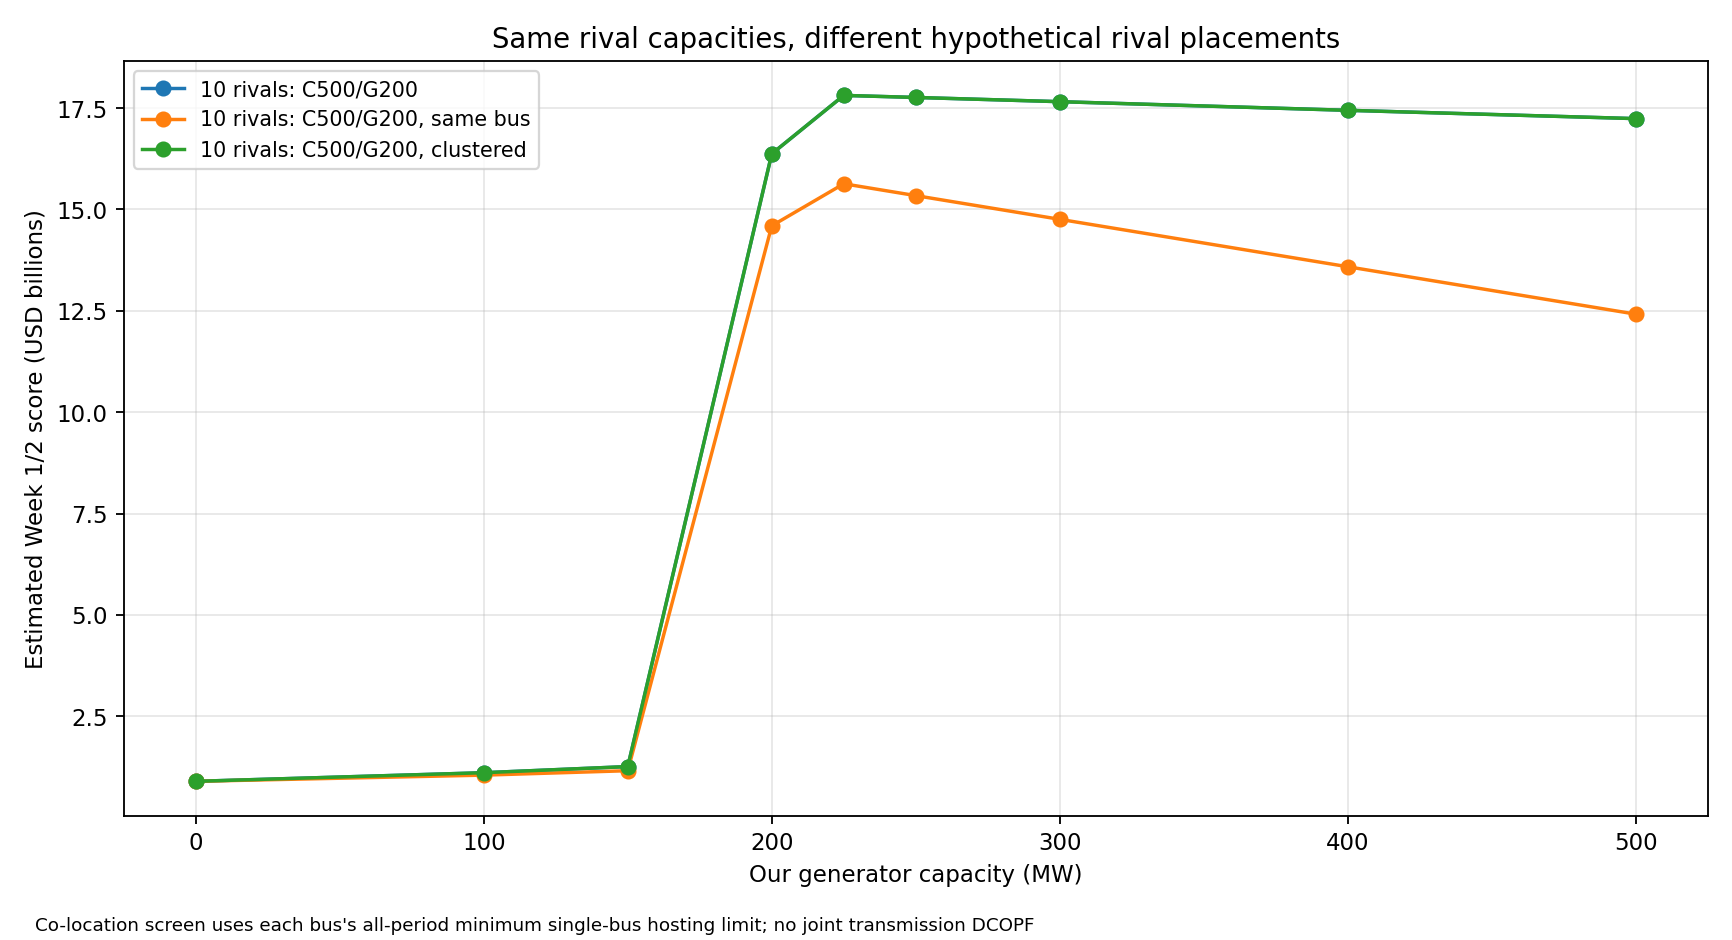 Same rival capacities, different hypothetical rival placements
10 rivals: C500/G200
10 rivals: C500/G200, same bus
10 rivals: C500/G200, clustered
Estimated Week 1/2 score (USD billions)
17.5
15.0
12.5
10.0
7.5
5.0
2.5
0 100 200 300 400 500
Our generator capacity (MW)
Co-location screen uses each bus's all-period minimum single-bus hosting limit; no joint transmission DCOPF